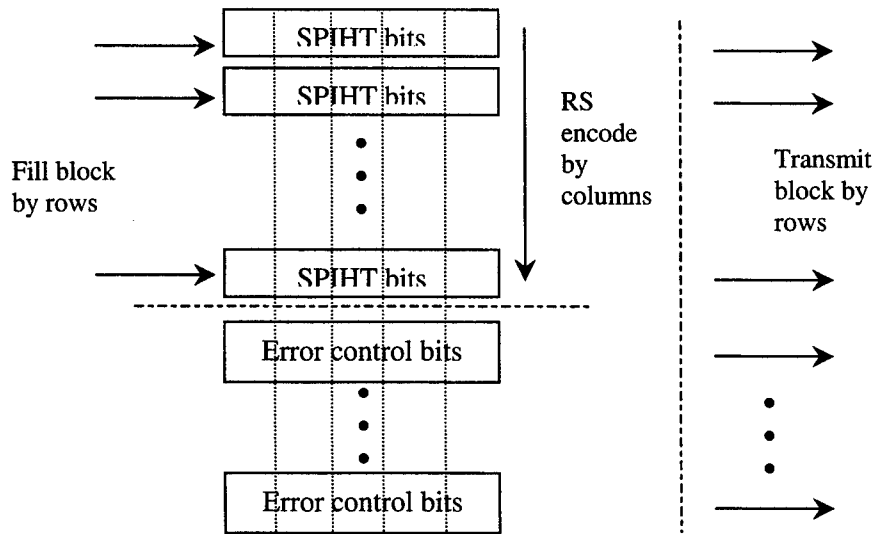 SPIHT bits
SPIHT bits
Fill block
by rows
RS
encode
by
columns
Transmit
block by
rows
SPIHT bits
Error control bits
Error control bits